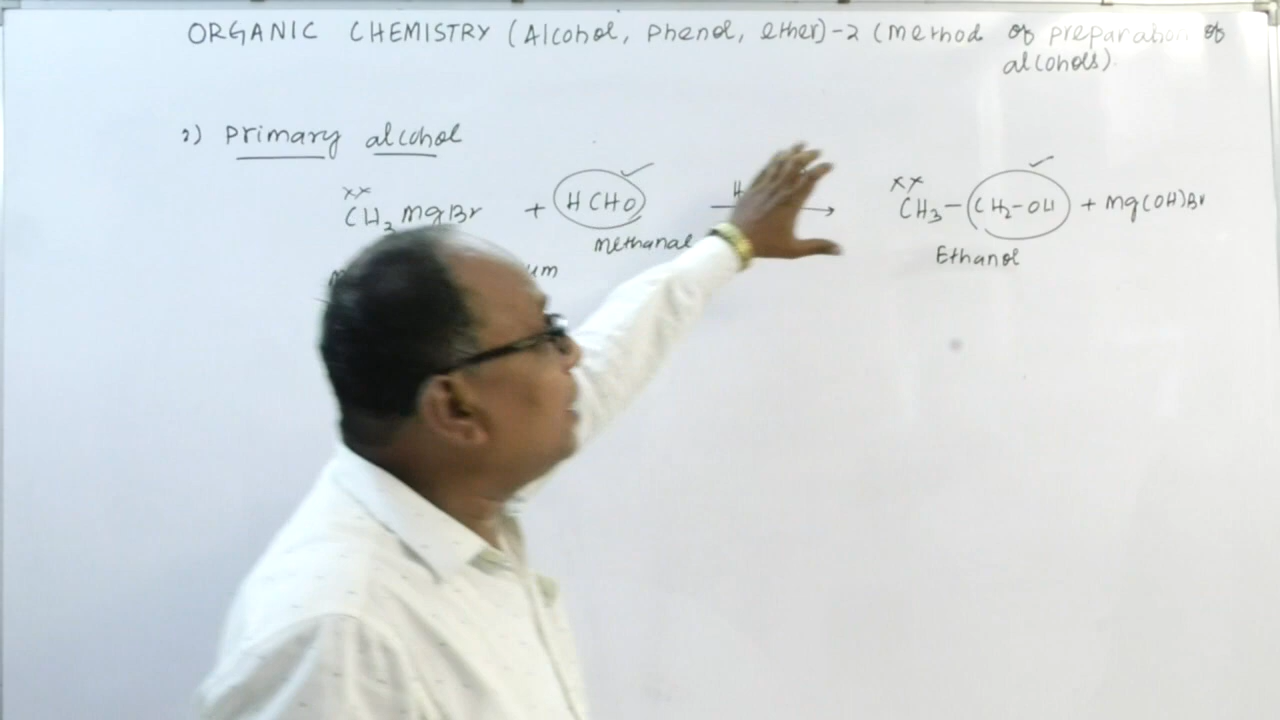 ORGANIC CHEMISTRY (Alcohol, Phenol, ether)-2 (Method of preparation of
alcohols).
1) Primary alcohol
xx
CH3MgBr + HCHO ✓ H → xx CH3-CH2-OH ✓ + Mg(OH)Br
Methanal
Ethanol